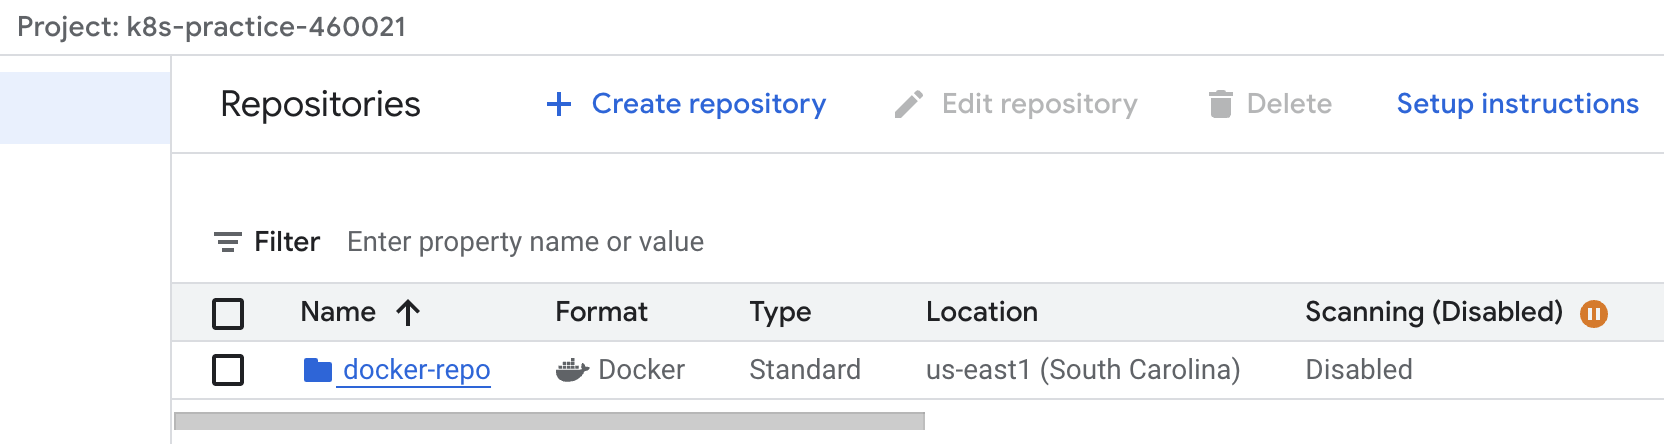 Project: k8s-practice-460021
Repositories Create repository Edit repository Delete Setup instructions
Filter Enter property name or value
Name Format Type Location Scanning (Disabled)
docker-repo Docker Standard us-east1 (South Carolina) Disabled